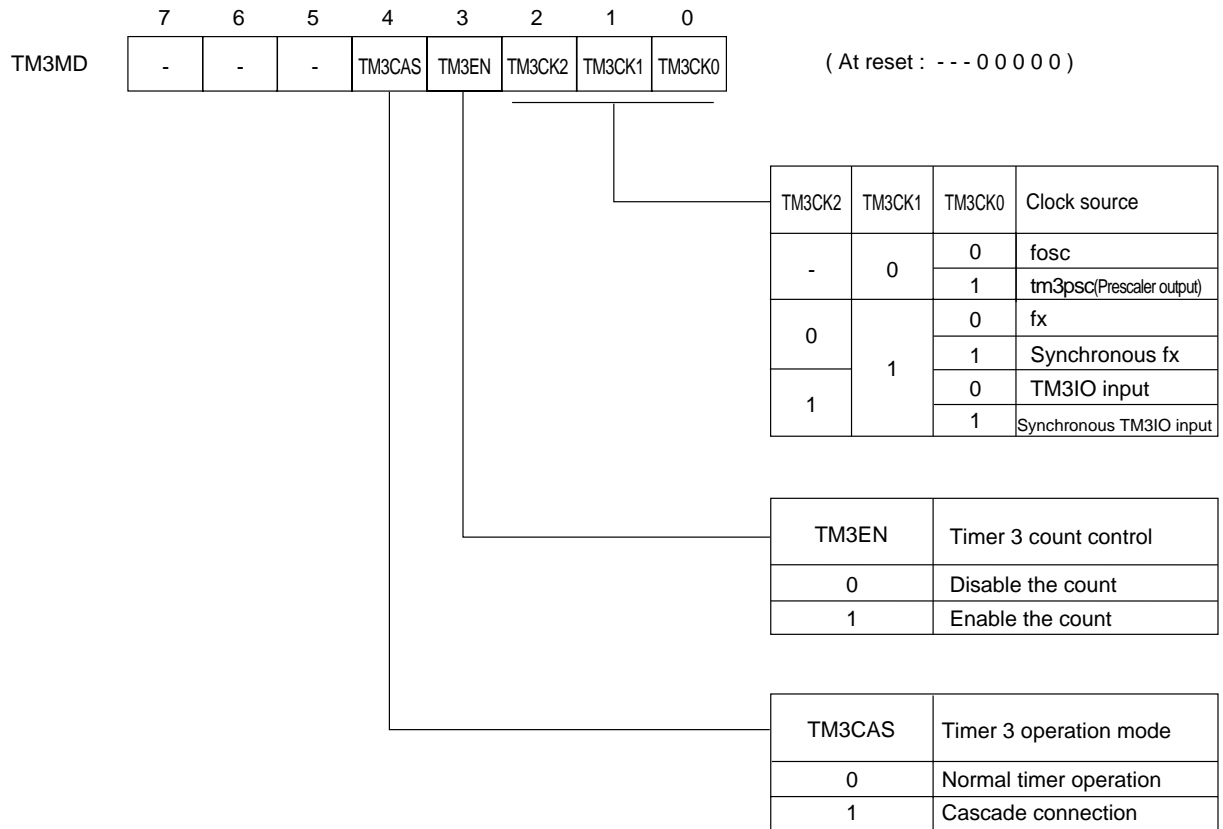 7 6 5 4 3 2 1 0
TM3MD - - - TM3CAS TM3EN TM3CK2 TM3CK1 TM3CK0 ( At reset : - - - 0 0 0 0 0 )
TM3CK2 TM3CK1 TM3CK0 Clock source
- 0 0 fosc
1 tm3psc(Prescaler output)
0 1 0 fx
1 Synchronous fx
1 0 TM3IO input
1 Synchronous TM3IO input
TM3EN Timer 3 count control
0 Disable the count
1 Enable the count
TM3CAS Timer 3 operation mode
0 Normal timer operation
1 Cascade connection